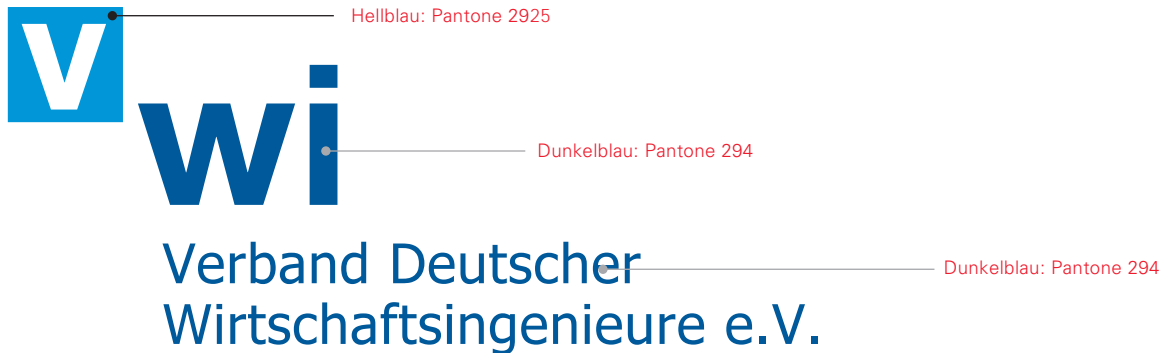 V
Hellblau: Pantone 2925
wi
Dunkelblau: Pantone 294
Verband Deutscher
Dunkelblau: Pantone 294
Wirtschaftsingenieure e.V.